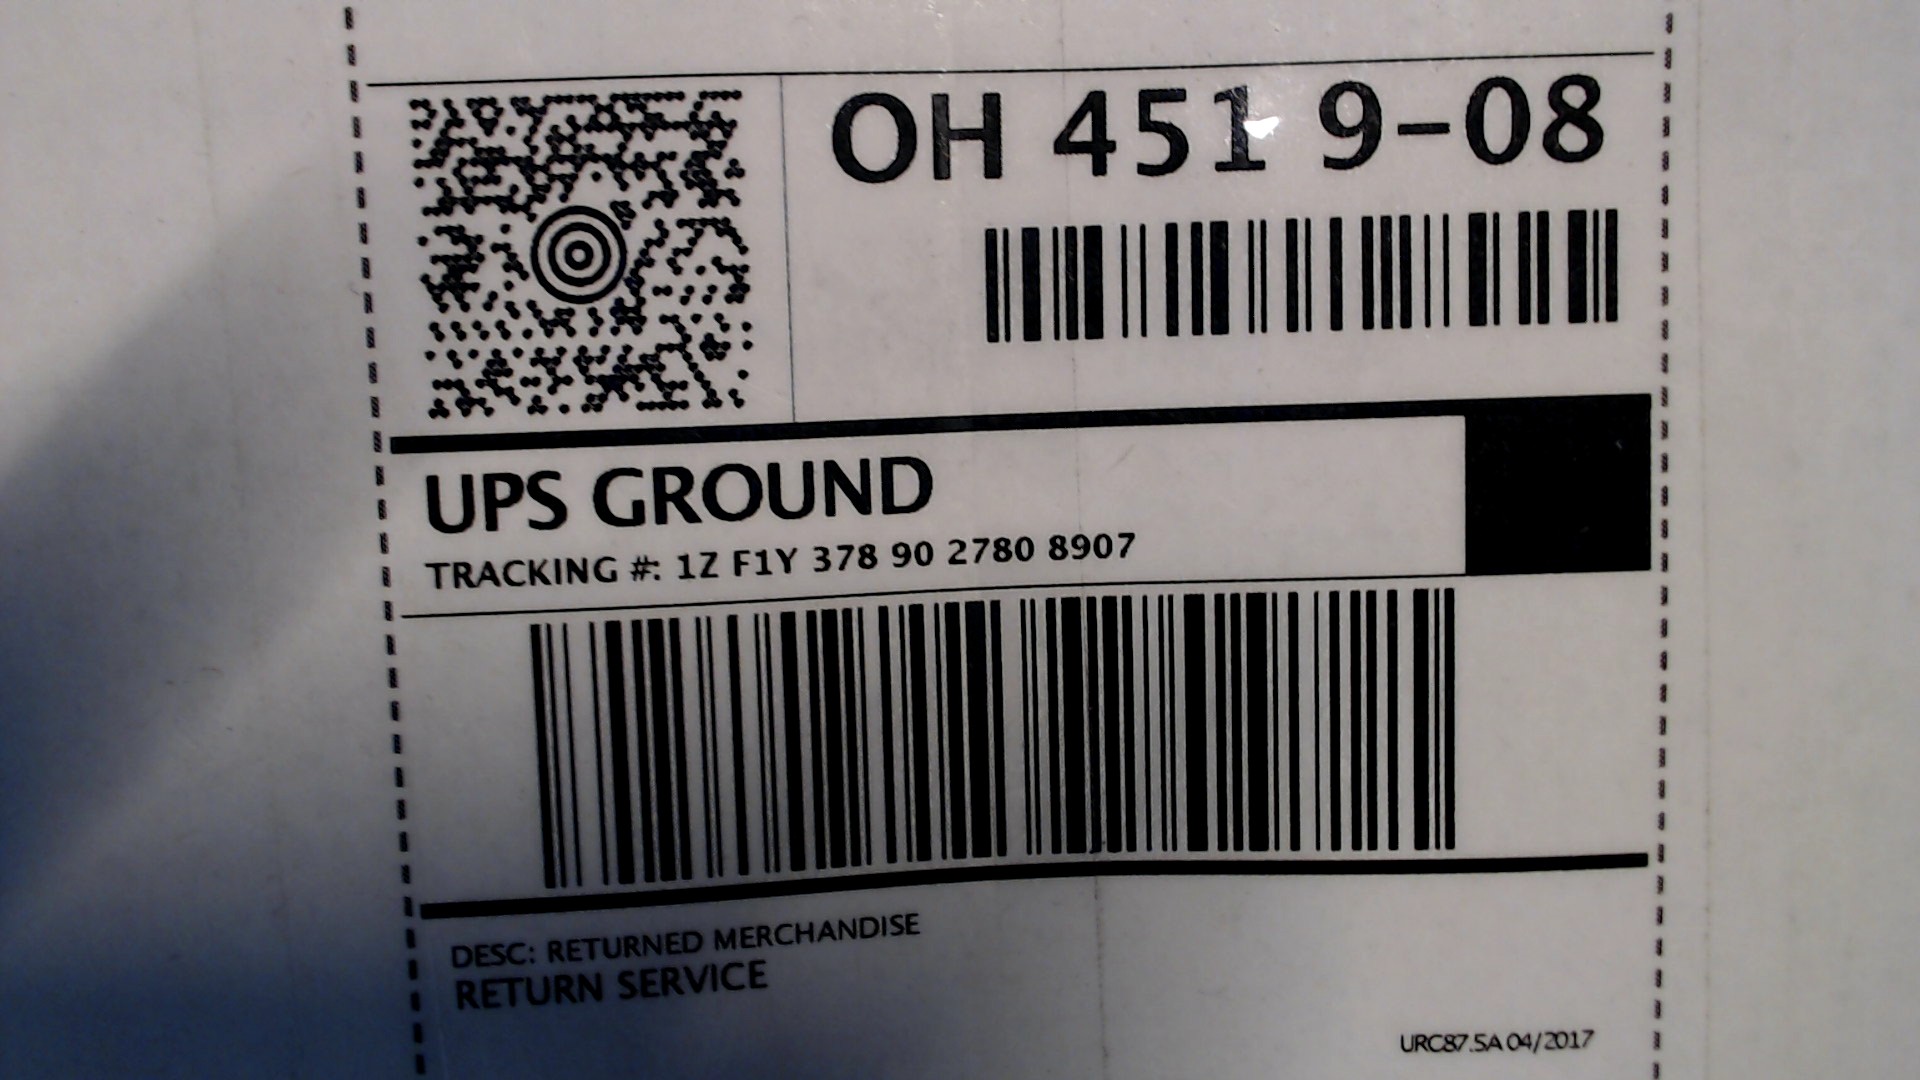 OH 451 9-08
UPS GROUND
TRACKING #: 1Z F1Y 378 90 2780 8907
DESC: RETURNED MERCHANDISE
RETURN SERVICE
URC87.5A 04/2017